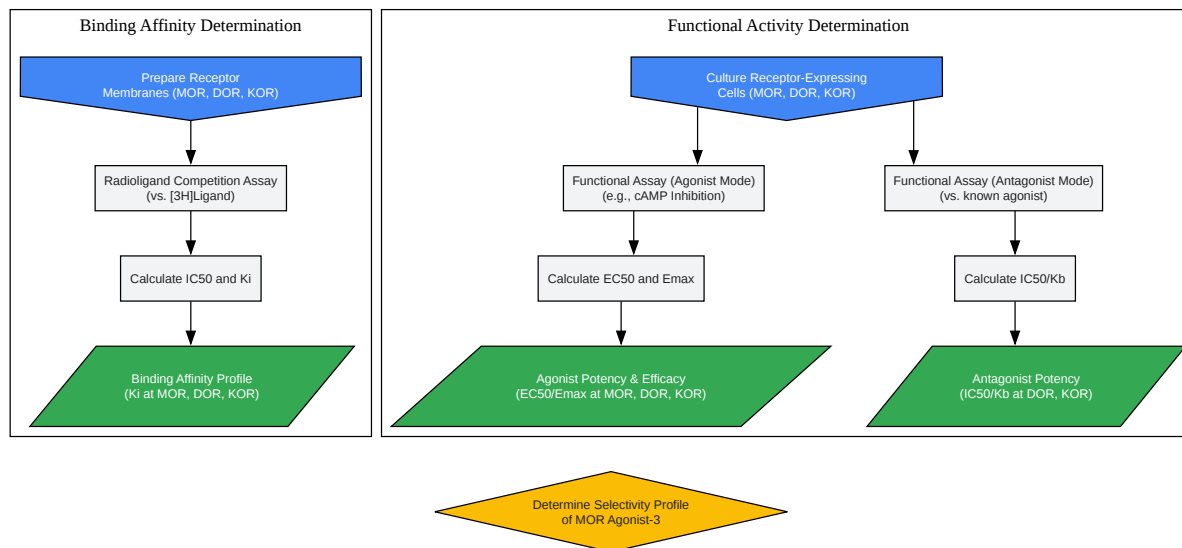 Binding Affinity Determination
Prepare Receptor
Membranes (MOR, DOR, KOR)
Radioligand Competition Assay
(vs. [3H]Ligand)
Calculate IC50 and Ki
Binding Affinity Profile
(Ki at MOR, DOR, KOR)
Functional Activity Determination
Culture Receptor-Expressing
Cells (MOR, DOR, KOR)
Functional Assay (Agonist Mode)
(e.g., cAMP Inhibition)
Calculate EC50 and Emax
Agonist Potency & Efficacy
(EC50/Emax at MOR, DOR, KOR)
Functional Assay (Antagonist Mode)
(vs. known agonist)
Calculate IC50/Kb
Antagonist Potency
(IC50/Kb at DOR, KOR)
Determine Selectivity Profile
of MOR Agonist-3